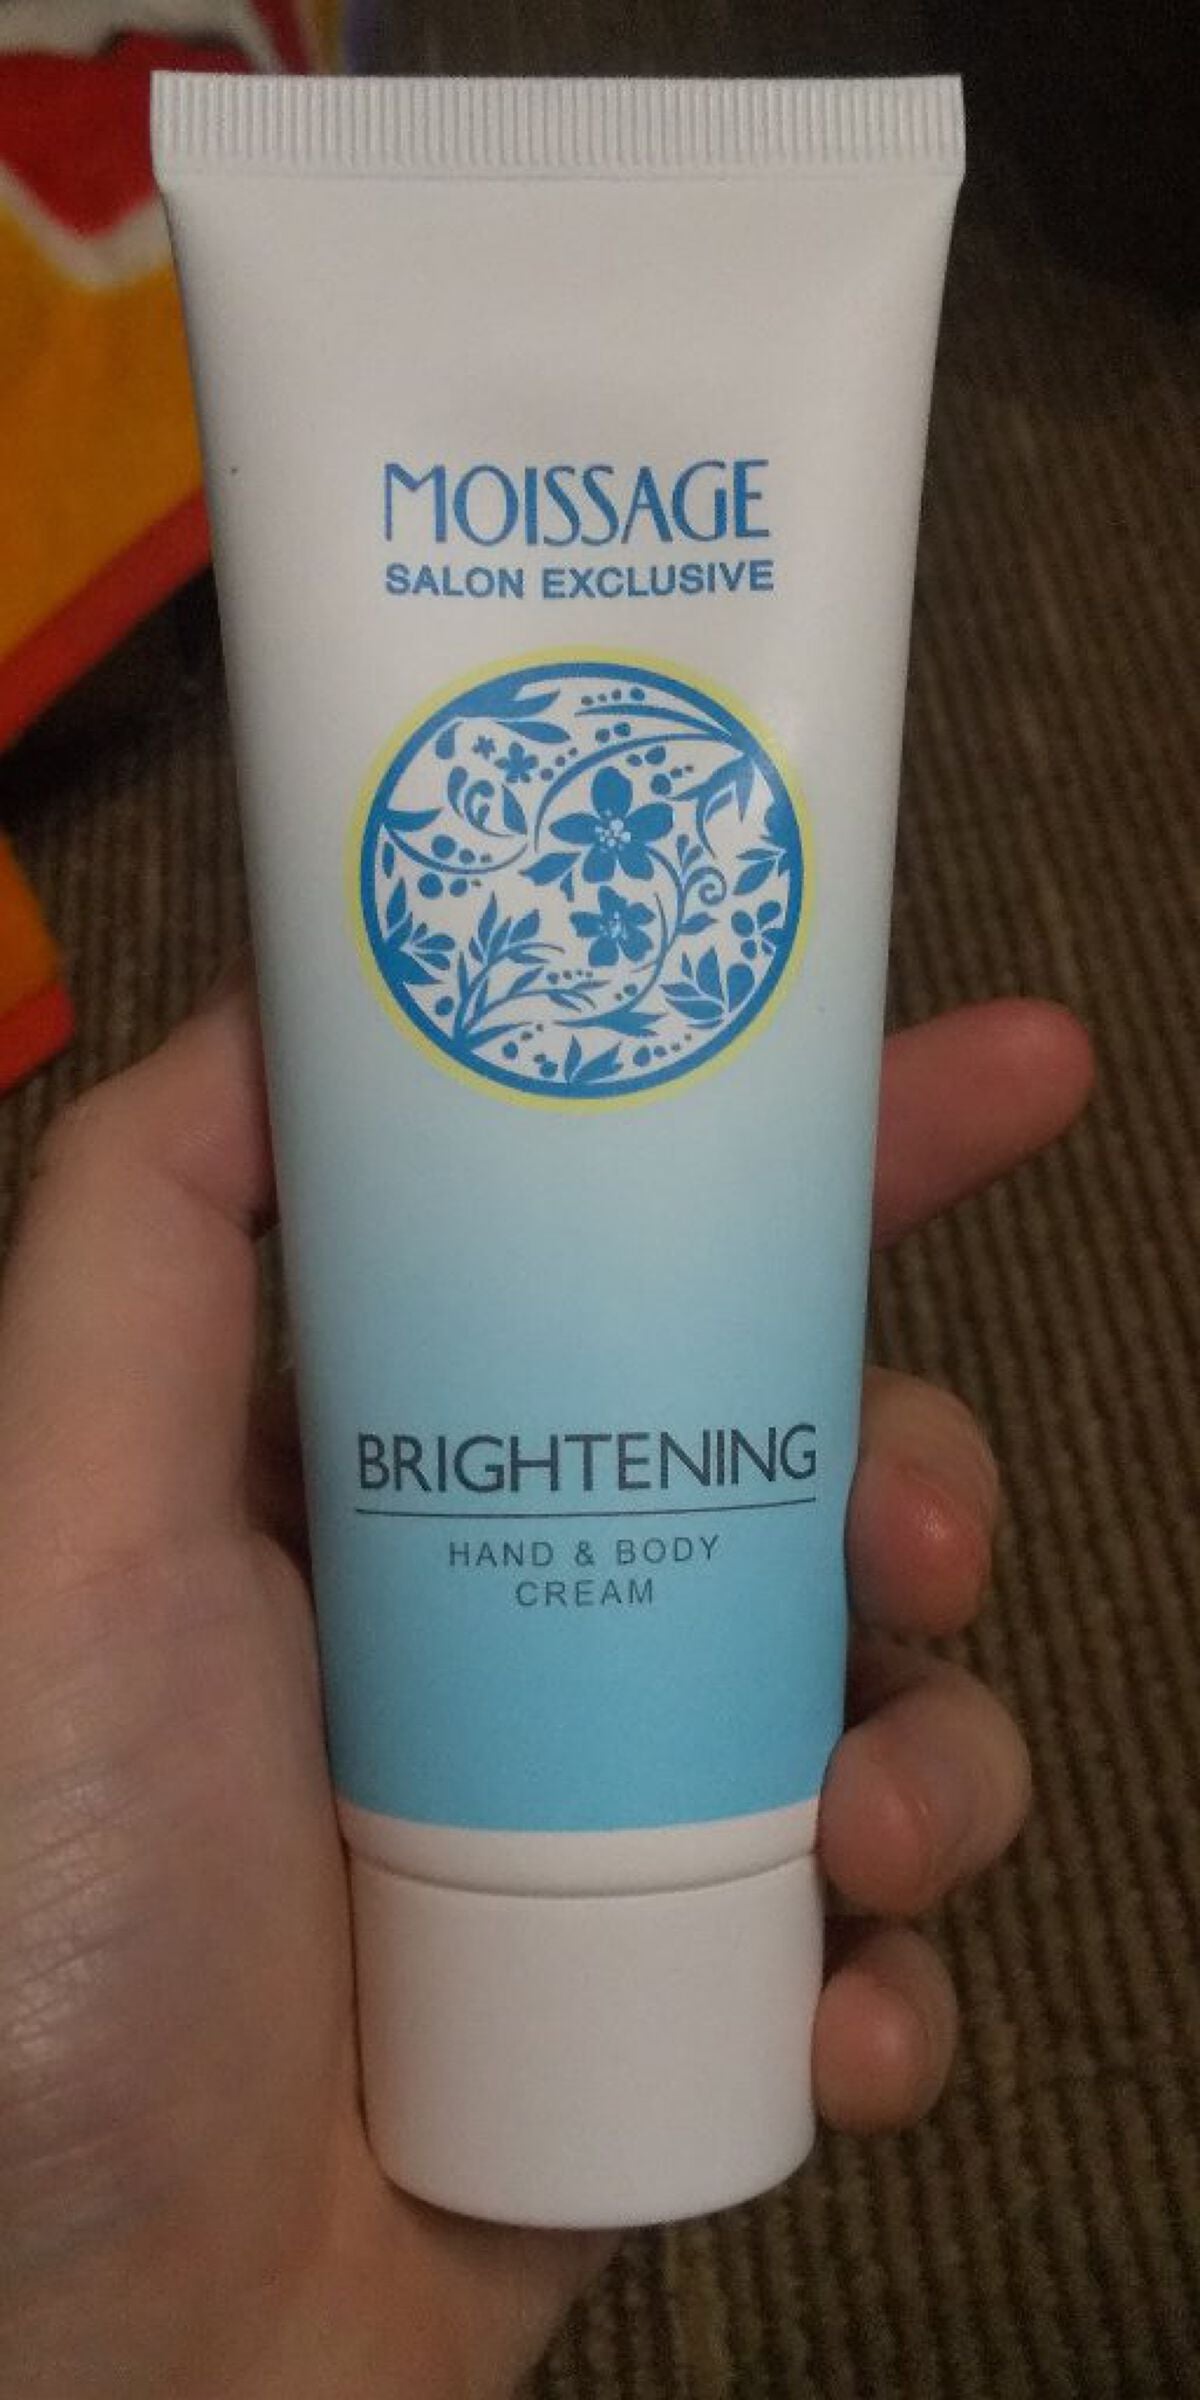 MOISSAGE
SALON EXCLUSIVE
BRIGHTENING
HAND & BODY
CREAM